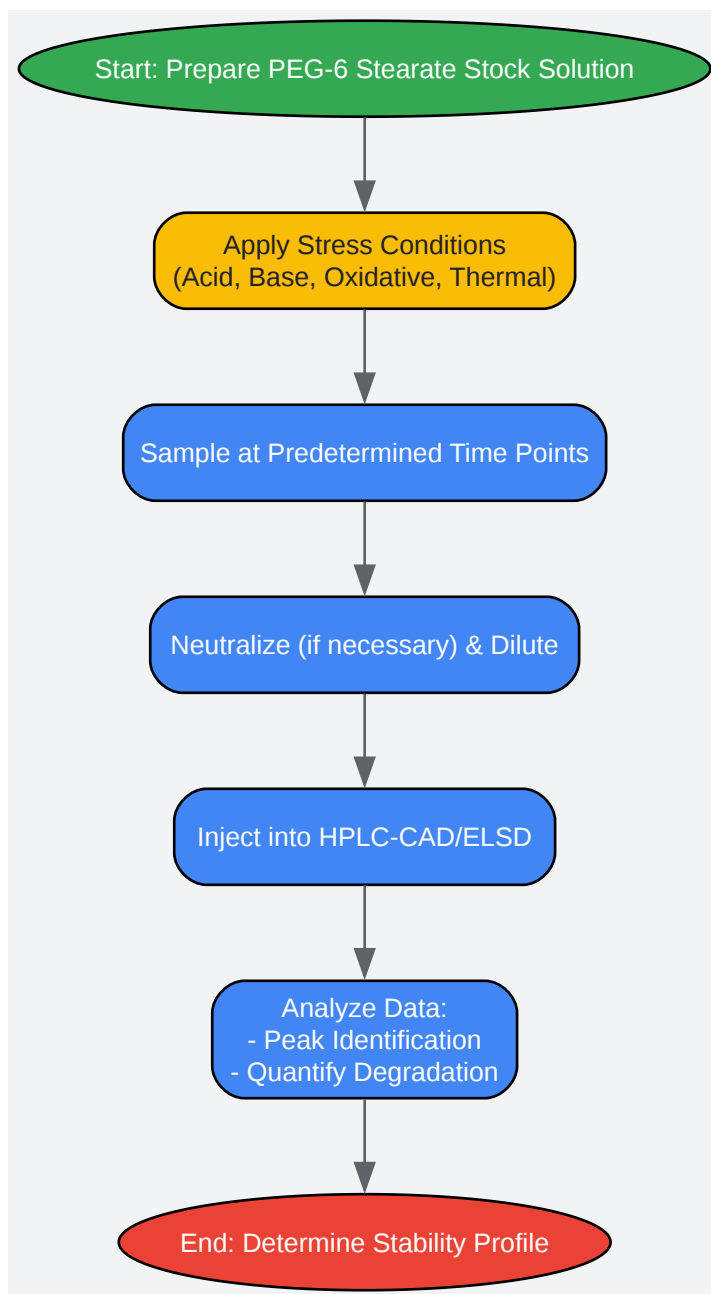 Start: Prepare PEG-6 Stearate Stock Solution
Apply Stress Conditions
(Acid, Base, Oxidative, Thermal)
Sample at Predetermined Time Points
Neutralize (if necessary) & Dilute
Inject into HPLC-CAD/ELSD
Analyze Data:
- Peak Identification
- Quantify Degradation
End: Determine Stability Profile